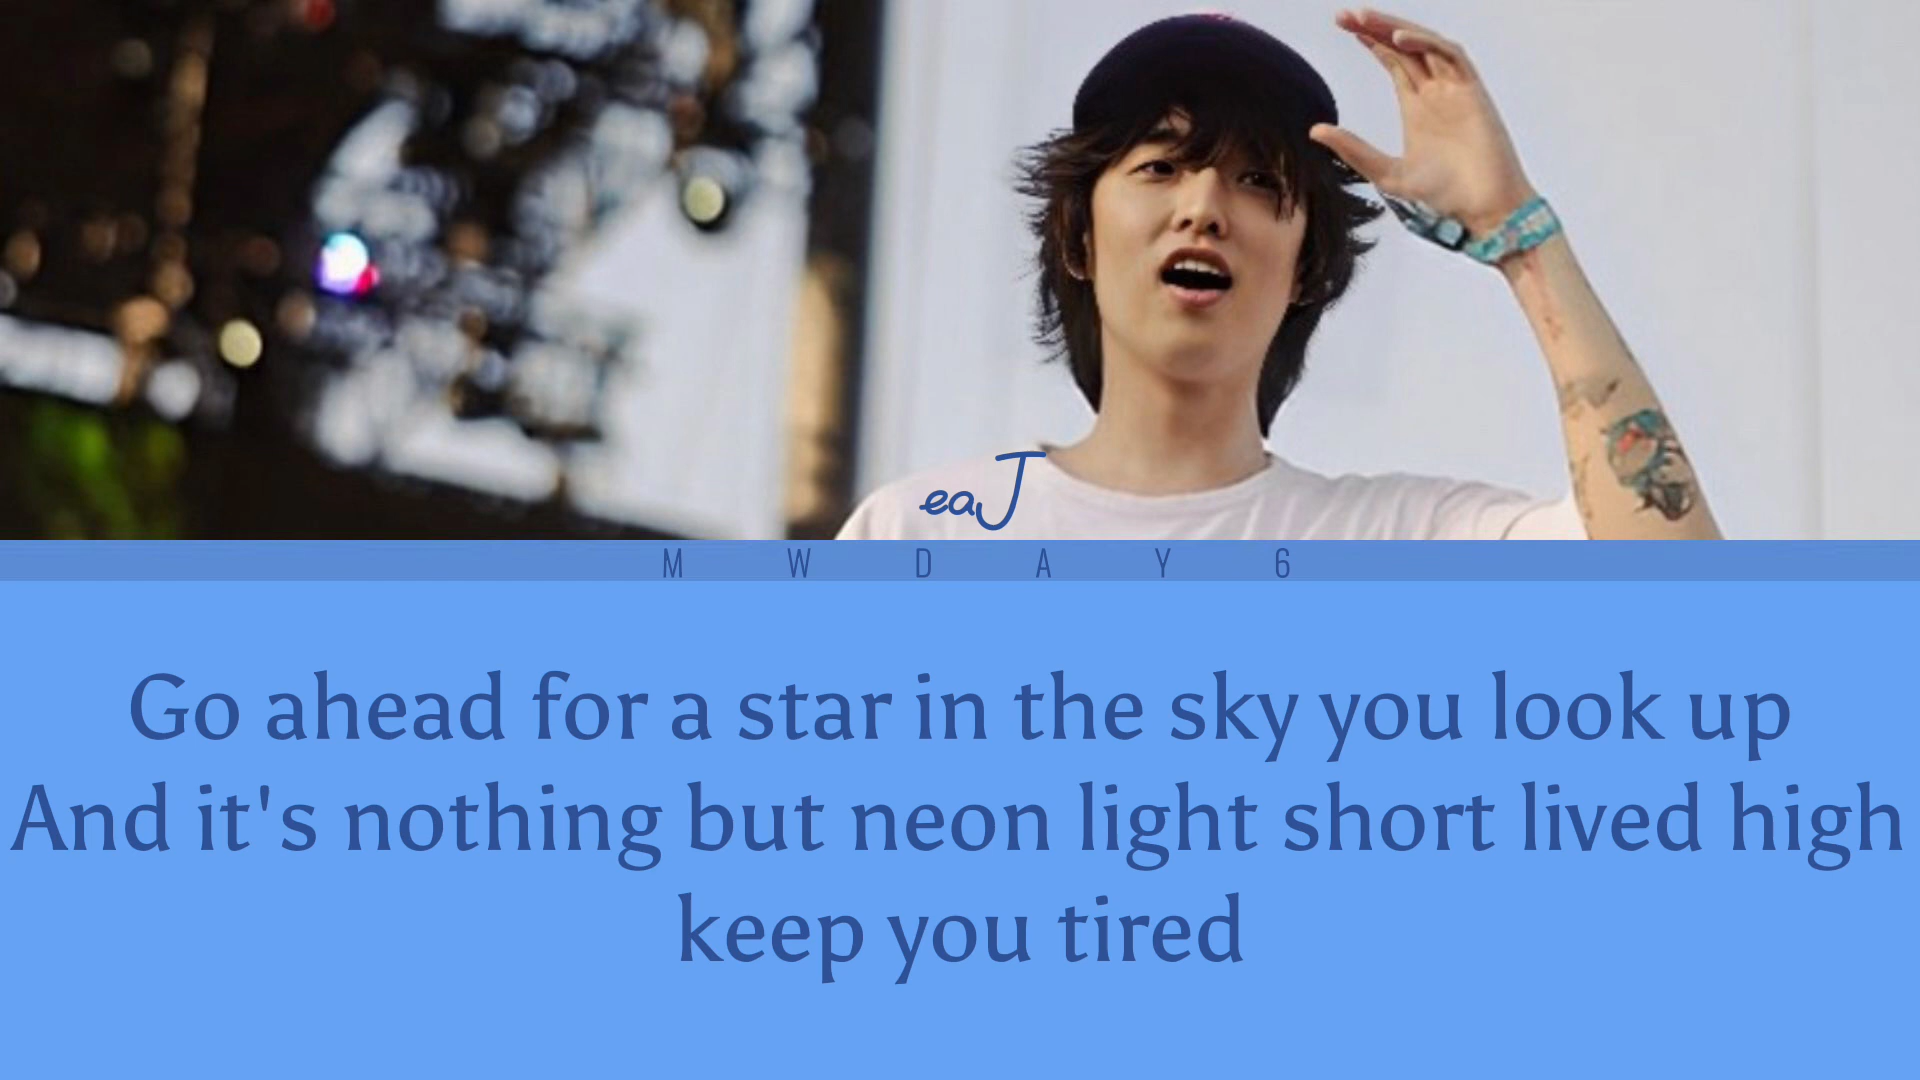 eaJ
M W D A Y 6
Go ahead for a star in the sky you look up
And it's nothing but neon light short lived high
keep you tired